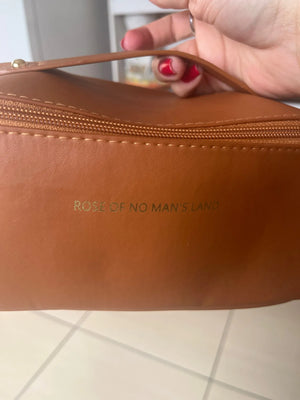 ROSE OF NO MAN'S LAND